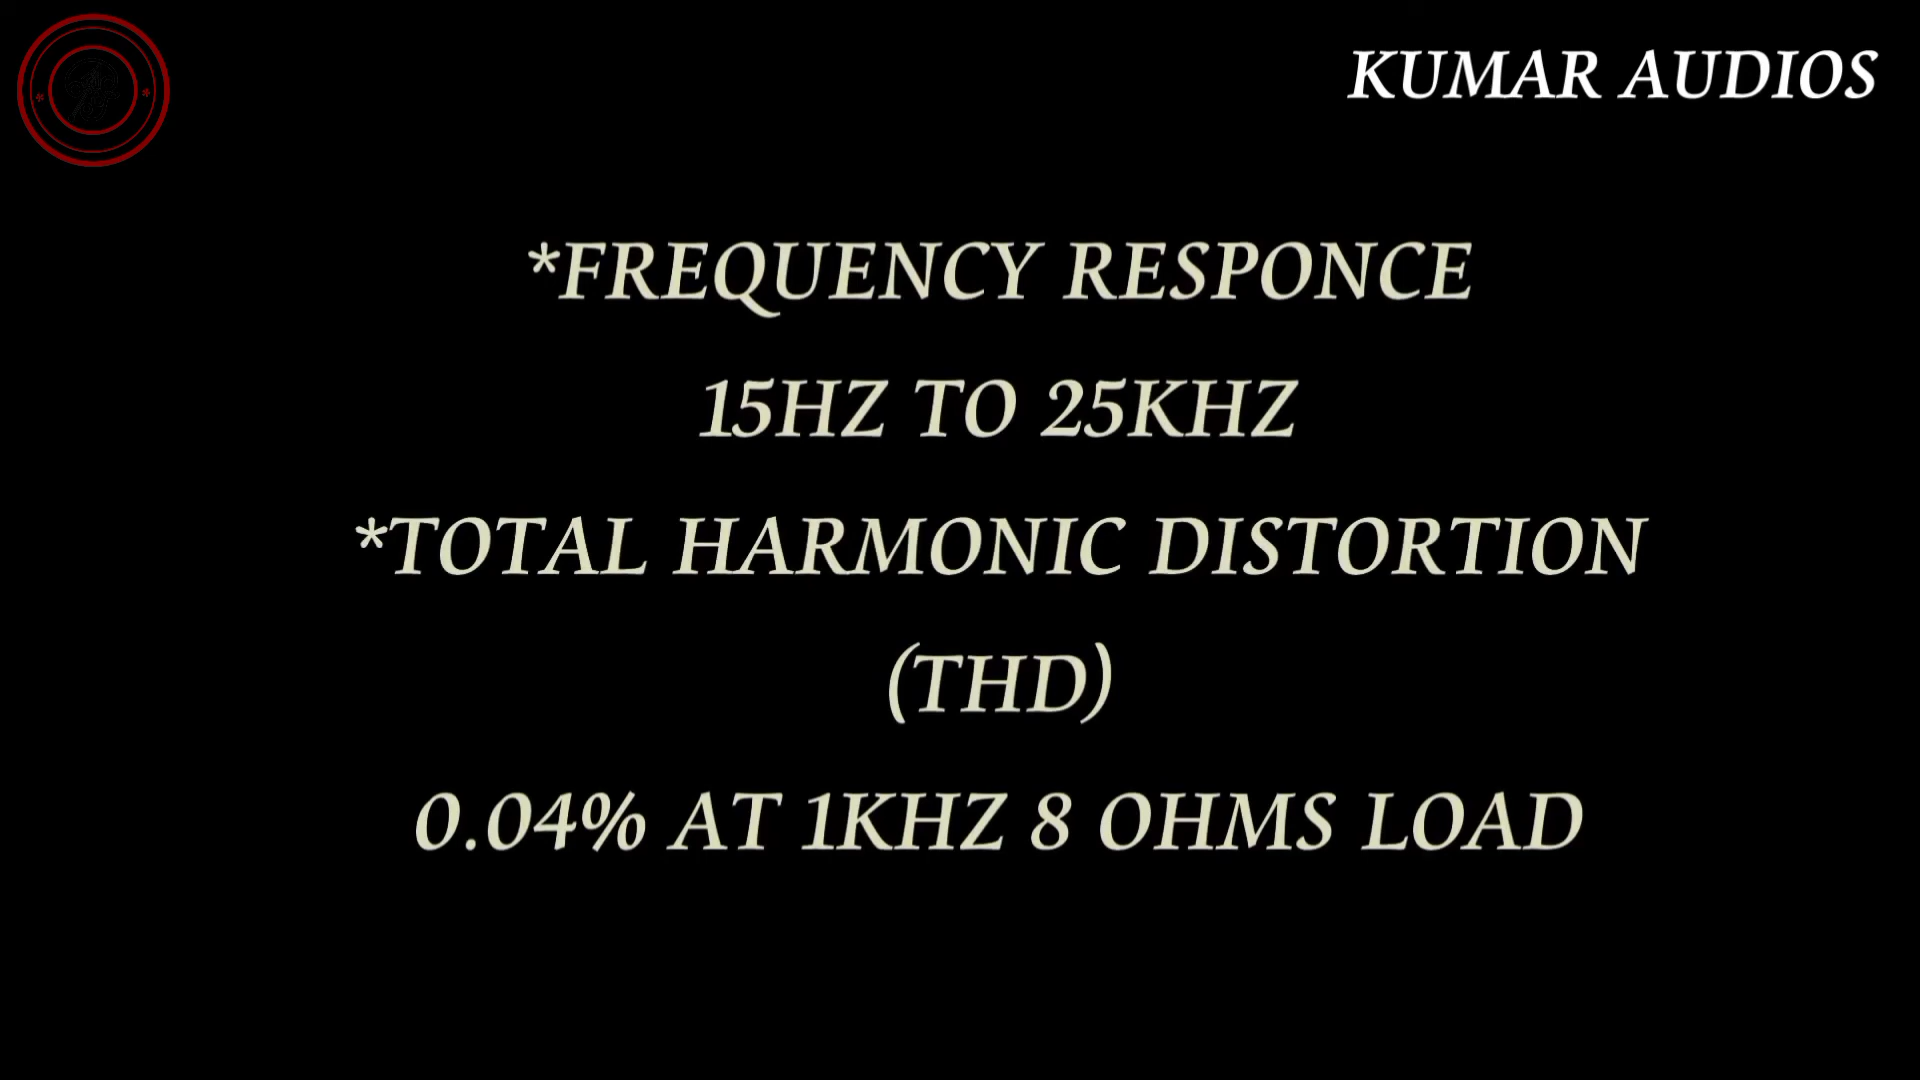 KUMAR AUDIOS
*FREQUENCY RESPONCE
15HZ TO 25KHZ
*TOTAL HARMONIC DISTORTION
(THD)
0.04% AT 1KHZ 8 OHMS LOAD